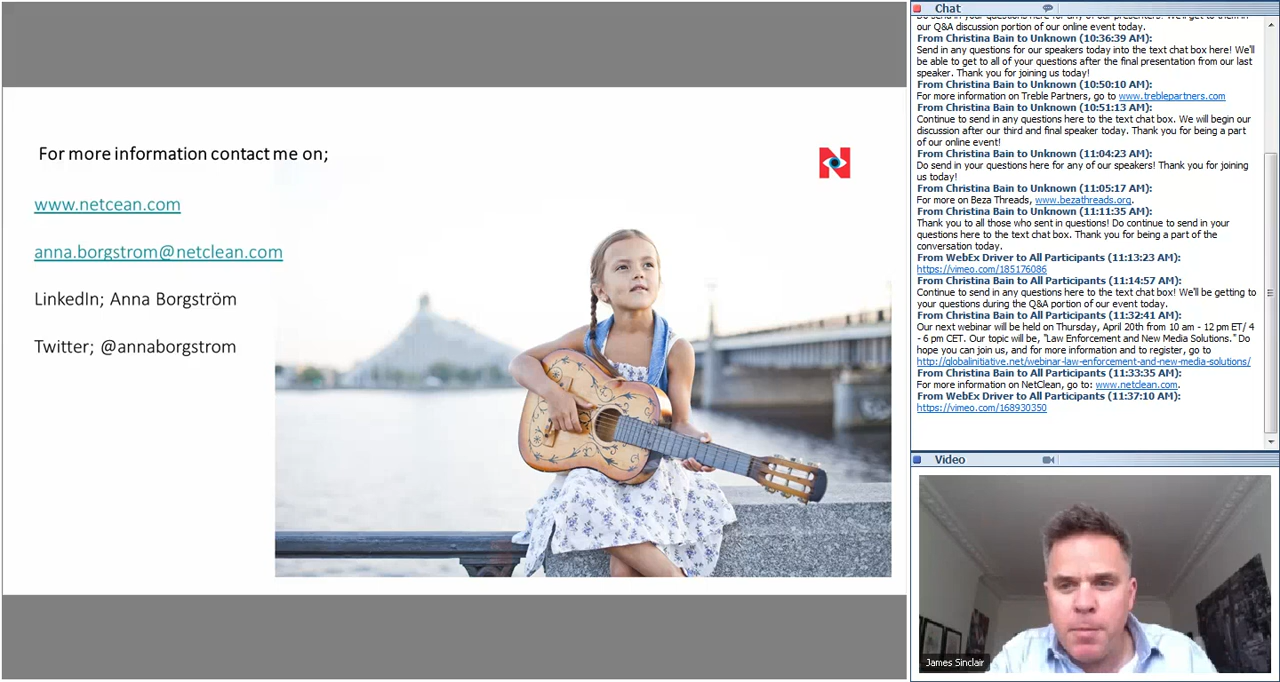 For more information contact me on;
www.netcean.com
anna.borgstrom@netclean.com
LinkedIn; Anna Borgström
Twitter; @annaborgstrom
N
Chat
Do send in your questions here for any of our presenters! We'll get to them in
our Q&A discussion portion of our online event today.
From Christina Bain to Unknown (10:36:39 AM):
Send in any questions for our speakers today into the text chat box here! We'll
be able to get to all of your questions after the final presentation from our last
speaker. Thank you for joining us today!
From Christina Bain to Unknown (10:50:10 AM):
For more information on Treble Partners, go to www.treblepartners.com
From Christina Bain to Unknown (10:51:13 AM):
Continue to send in any questions here to the text chat box. We will begin our
discussion after our third and final speaker today. Thank you for being a part
of our online event!
From Christina Bain to Unknown (11:04:23 AM):
Do send in your questions here for any of our speakers! Thank you for joining
us today!
From Christina Bain to Unknown (11:05:17 AM):
For more on Beza Threads, www.bezathreads.org.
From Christina Bain to Unknown (11:11:35 AM):
Thank you to all those who sent in questions! Do continue to send in your
questions here to the text chat box. Thank you for being a part of the
conversation today.
From WebEx Driver to All Participants (11:13:23 AM):
https://vimeo.com/185176086
From Christina Bain to All Participants (11:14:57 AM):
Continue to send in any questions here to the text chat box! We'll be getting to
your questions during the Q&A portion of our event today.
From Christina Bain to All Participants (11:32:41 AM):
Our next webinar will be held on Thursday, April 20th from 10 am - 12 pm ET/ 4
- 6 pm CET. Our topic will be, "Law Enforcement and New Media Solutions." Do
hope you can join us, and for more information and to register, go to
http://globalinitiative.net/webinar-law-enforcement-and-new-media-solutions/
From Christina Bain to All Participants (11:33:35 AM):
For more information on NetClean, go to: www.netclean.com.
From WebEx Driver to All Participants (11:37:10 AM):
https://vimeo.com/168930350
Video
James Sinclair